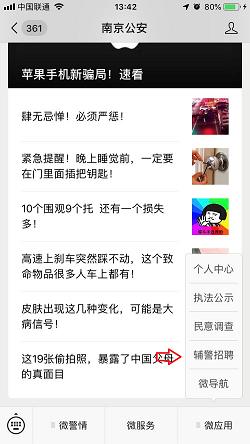 中国联通
13:42
361
南京公安
苹果手机新骗局！速看
肆无忌惮！必须严惩！
紧急提醒！晚上睡觉前，一定要
在门里面插把钥匙！
10个围观9个托 还有一个损失
多！
高速上刹车突然踩不动，这个致
命物品很多人车上都有！
皮肤出现这几种变化，可能是大
病信号！
这19张偷拍照，暴露了中国父母
的真面目
个人中心
执法公示
民意调查
辅警招聘
微导航
微警情
微服务
微应用